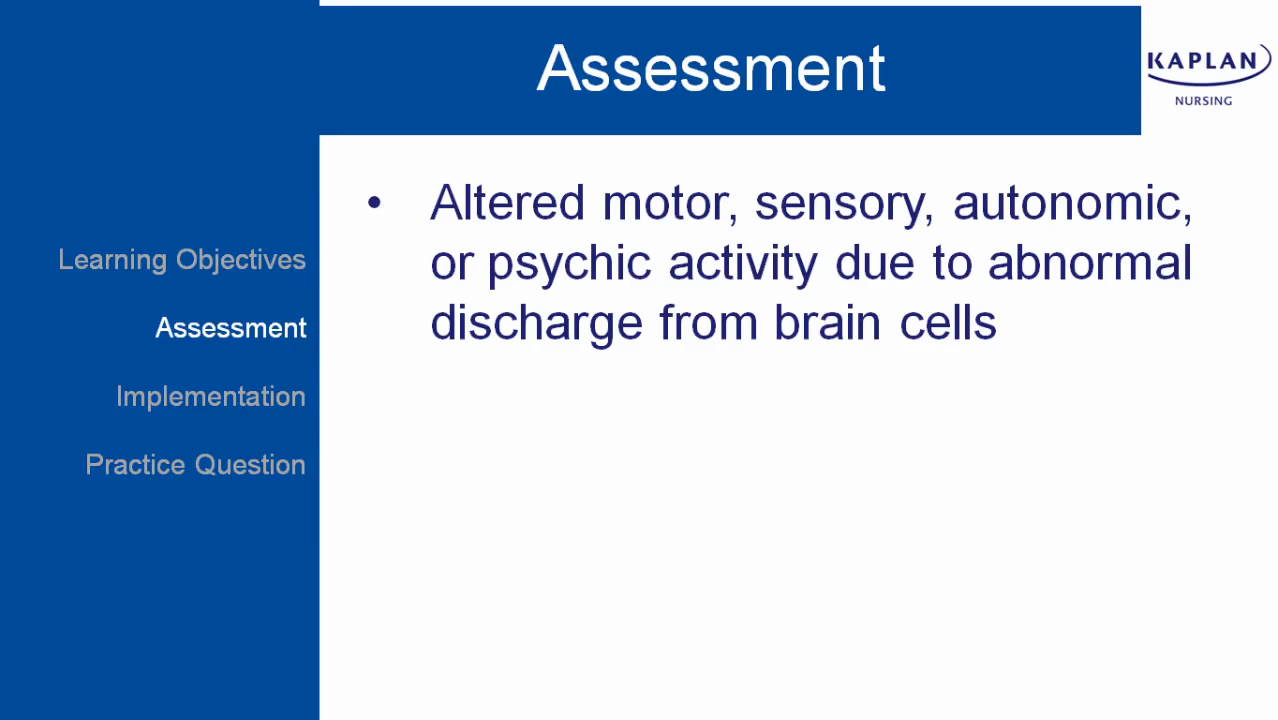 Assessment
KAPLAN
NURSING
• Altered motor, sensory, autonomic,
or psychic activity due to abnormal
discharge from brain cells
Learning Objectives
Assessment
Implementation
Practice Question